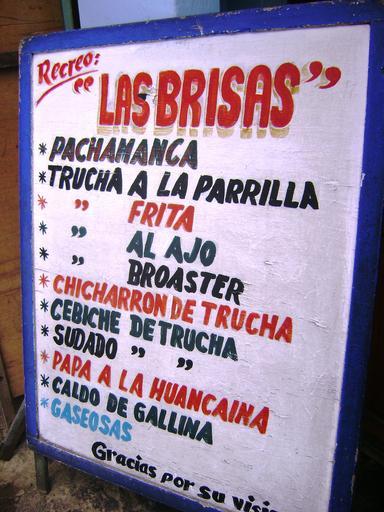 Recreo:
"LAS BRISAS"
* PACHAMANCA
* TRUCHA A LA PARRILLA
* " FRITA
* " AL AJO
* " BROASTER
* CHICHARRON DE TRUCHA
* CEBICHE DE TRUCHA
* SUDADO " "
* PAPA A LA HUANCAINA
* CALDO DE GALLINA
* GASEOSAS
Gracias por su